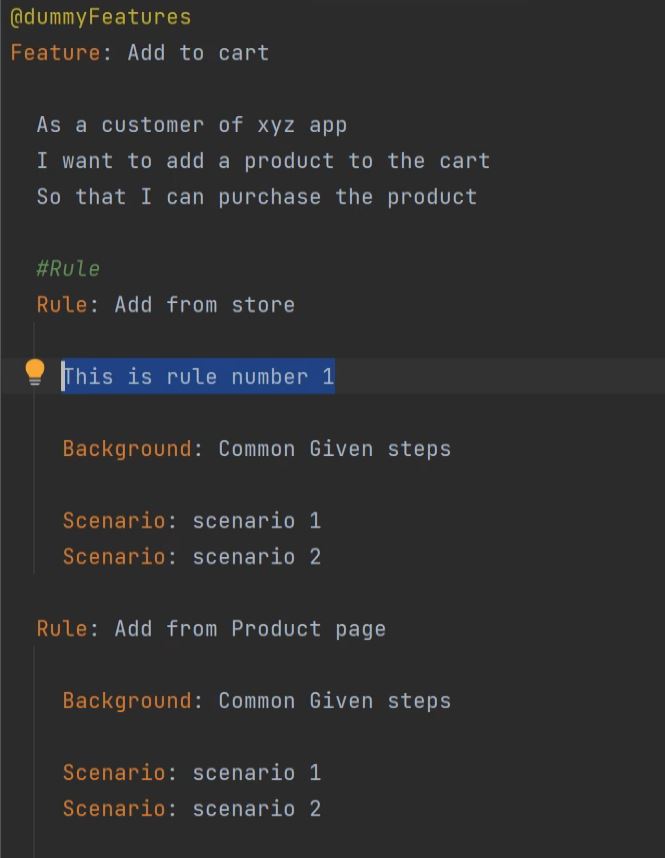 @dummyFeatures
Feature: Add to cart
As a customer of xyz app
I want to add a product to the cart
So that I can purchase the product
#Rule
Rule: Add from store
This is rule number 1
Background: Common Given steps
Scenario: scenario 1
Scenario: scenario 2
Rule: Add from Product page
Background: Common Given steps
Scenario: scenario 1
Scenario: scenario 2